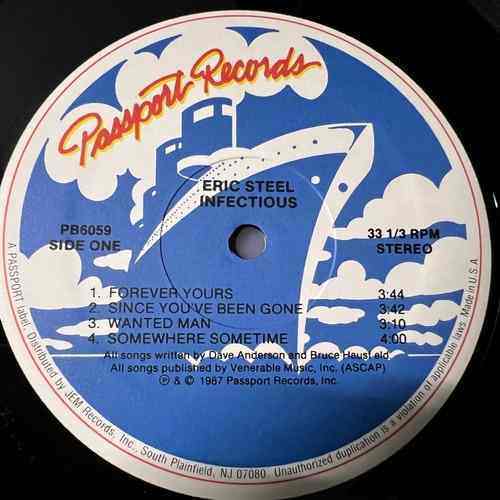 Passport Records
ERIC STEEL
INFECTIOUS
PB6059
SIDE ONE
33 1/3 RPM
STEREO
1. FOREVER YOURS 3:44
2. SINCE YOU'VE BEEN GONE 3:42
3. WANTED MAN 3:10
4. SOMEWHERE SOMETIME 4:00
All songs written by Dave Anderson and Bruce Hausfeld.
All songs published by Venerable Music, Inc. (ASCAP)
℗ & © 1987 Passport Records, Inc.
A PASSPORT label. Distributed by JEM Records, Inc., South Plainfield, NJ 07080. Unauthorized duplication is a violation of applicable laws. Made in U.S.A.